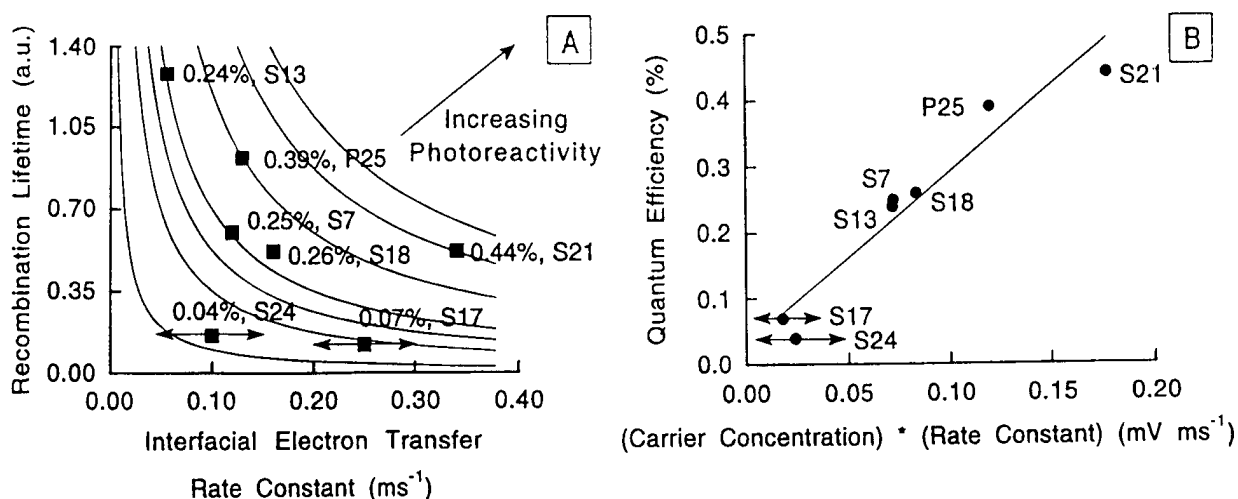 A
1.40
1.05
0.70
0.35
0.00
Recombination Lifetime (a.u.)
0.24%, S13
0.39%, P25
0.25%, S7
0.26%, S18
0.44%, S21
0.04%, S24
0.07%, S17
Increasing
Photoreactivity
0.00 0.10 0.20 0.30 0.40
Interfacial Electron Transfer
Rate Constant (ms⁻¹)
B
0.5
0.4
0.3
0.2
0.1
0.0
Quantum Efficiency (%)
S21
P25
S7
S18
S13
S17
S24
0.00 0.05 0.10 0.15 0.20
(Carrier Concentration) * (Rate Constant) (mV ms⁻¹)